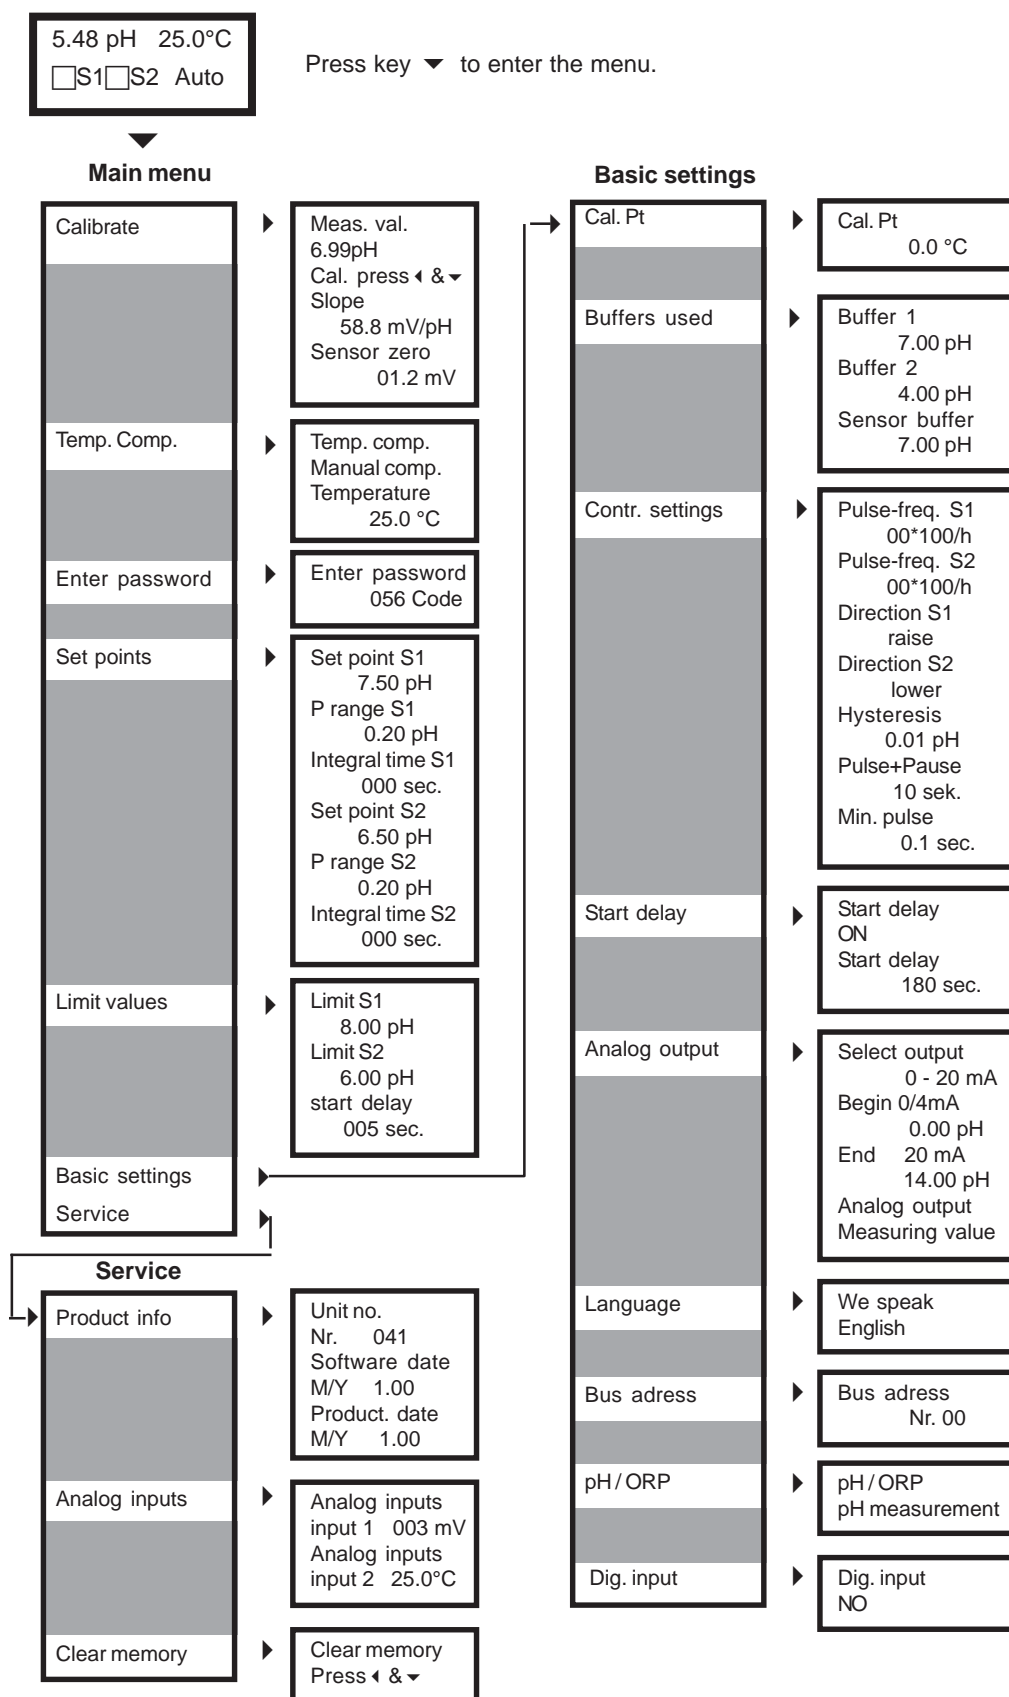 5.48 pH 25.0°C
S1 S2 Auto
Press key to enter the menu.
Main menu
Calibrate
Meas. val.
6.99pH
Cal. press &
Slope
58.8 mV/pH
Sensor zero
01.2 mV
Temp. Comp.
Temp. comp.
Manual comp.
Temperature
25.0 °C
Enter password
Enter password
056 Code
Set points
Set point S1
7.50 pH
P range S1
0.20 pH
Integral time S1
000 sec.
Set point S2
6.50 pH
P range S2
0.20 pH
Integral time S2
000 sec.
Limit values
Limit S1
8.00 pH
Limit S2
6.00 pH
start delay
005 sec.
Basic settings
Service
Service
Product info
Unit no.
Nr. 041
Software date
M/Y 1.00
Product. date
M/Y 1.00
Analog inputs
Analog inputs
input 1 003 mV
Analog inputs
input 2 25.0°C
Clear memory
Clear memory
Press &
Basic settings
Cal. Pt
Cal. Pt
0.0 °C
Buffers used
Buffer 1
7.00 pH
Buffer 2
4.00 pH
Sensor buffer
7.00 pH
Contr. settings
Pulse-freq. S1
00*100/h
Pulse-freq. S2
00*100/h
Direction S1
raise
Direction S2
lower
Hysteresis
0.01 pH
Pulse+Pause
10 sek.
Min. pulse
0.1 sec.
Start delay
Start delay
ON
Start delay
180 sec.
Analog output
Select output
0 - 20 mA
Begin 0/4mA
0.00 pH
End 20 mA
14.00 pH
Analog output
Measuring value
Language
We speak
English
Bus adress
Bus adress
Nr. 00
pH / ORP
pH / ORP
pH measurement
Dig. input
Dig. input
NO